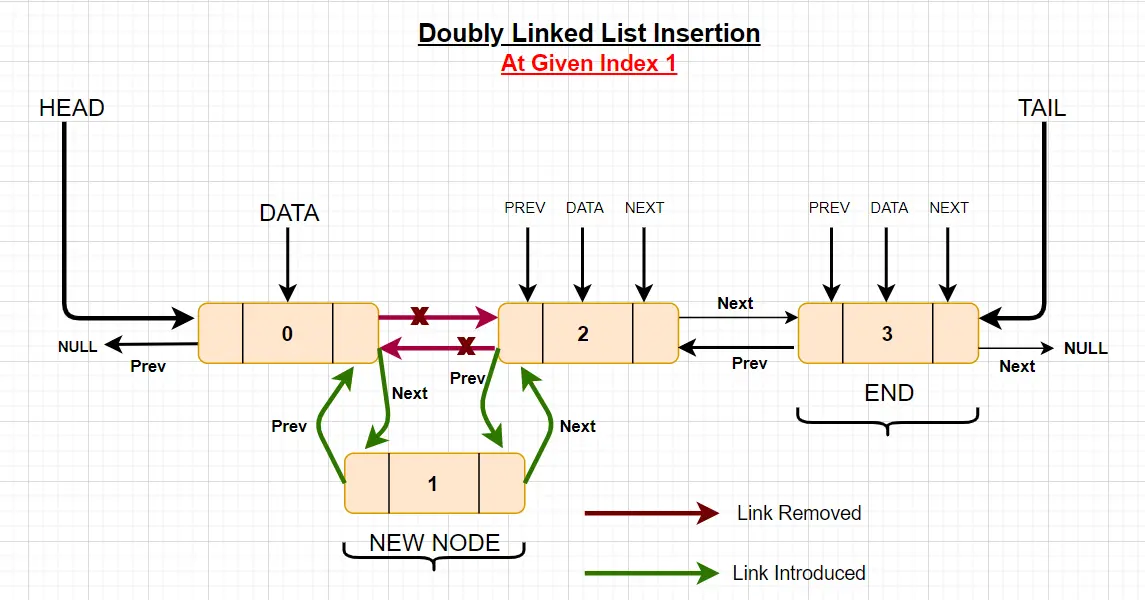 Doubly Linked List Insertion
At Given Index 1
HEAD
TAIL
DATA
PREV DATA NEXT
PREV DATA NEXT
0
2
3
Next
NULL
Prev
Prev
NULL
Next
Next
Prev
END
Prev
Next
1
NEW NODE
Link Removed
Link Introduced